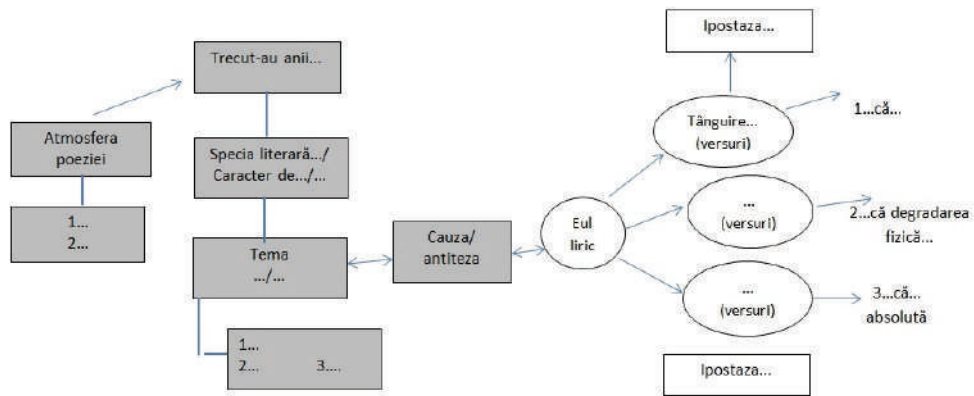 Trecut-au anii...
Atmosfera
poeziei
1...
2...
Specia literară.../
Caracter de.../...
Tema
.../...
1...
2... 3....
Cauza/
antiteza
Eul
liric
Ipostaza...
Tânguire...
(versuri)
1...că...
...
(versuri)
2...că degradarea
fizică...
...
(versuri)
3...că...
absolută
Ipostaza...